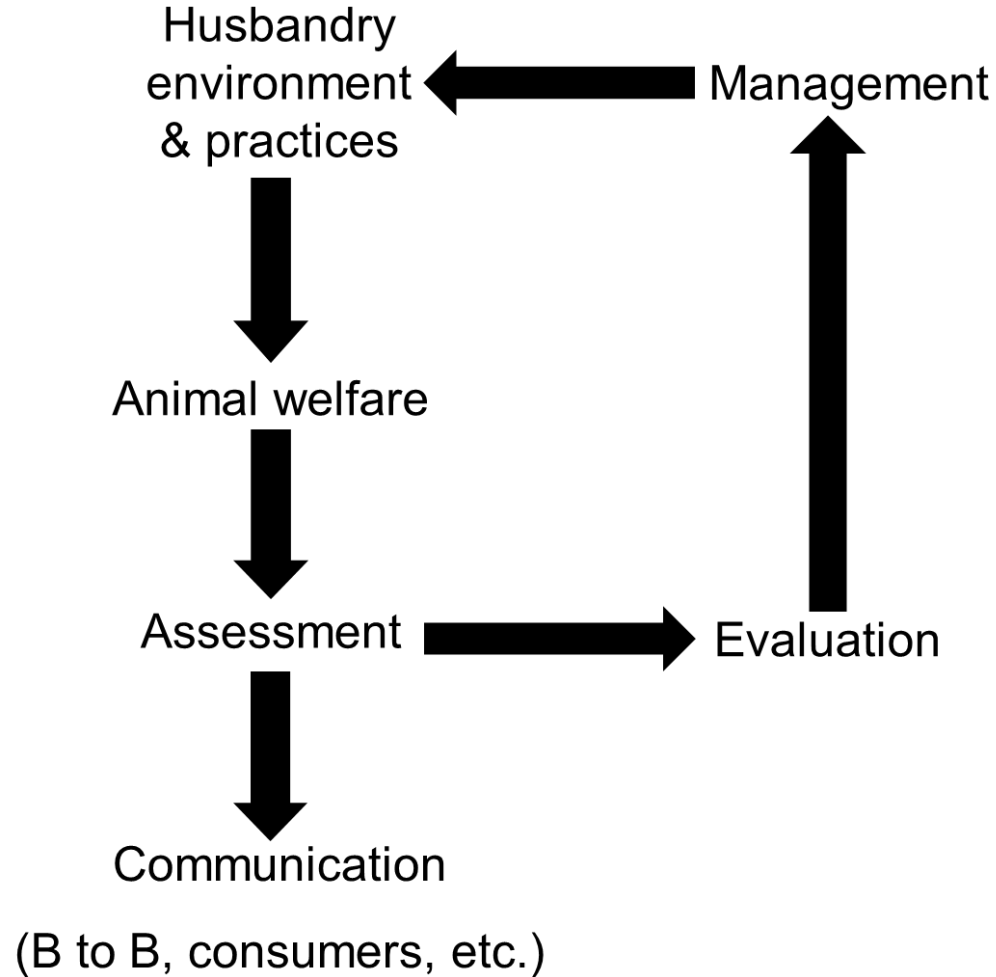 Husbandry
environment
& practices
Management
Animal welfare
Assessment
Evaluation
Communication
(B to B, consumers, etc.)